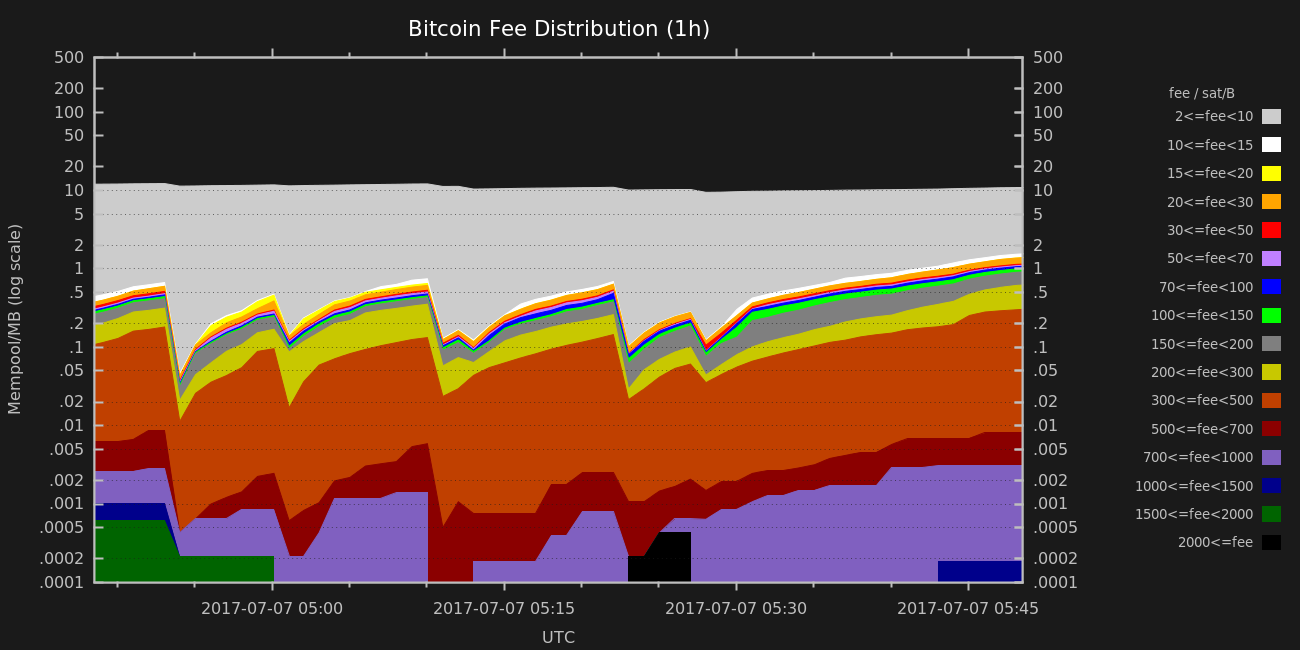 Bitcoin Fee Distribution (1h)
500 500
200 200
100 100
50 50
20 20
10 10
5 5
2 2
1 1
.5 .5
.2 .2
.1 .1
.05 .05
.02 .02
.01 .01
.005 .005
.002 .002
.001 .001
.0005 .0005
.0002 .0002
.0001 .0001
Mempool/MB (log scale)
2017-07-07 05:00 2017-07-07 05:15 2017-07-07 05:30 2017-07-07 05:45
UTC
fee / sat/B
2<=fee<10
10<=fee<15
15<=fee<20
20<=fee<30
30<=fee<50
50<=fee<70
70<=fee<100
100<=fee<150
150<=fee<200
200<=fee<300
300<=fee<500
500<=fee<700
700<=fee<1000
1000<=fee<1500
1500<=fee<2000
2000<=fee